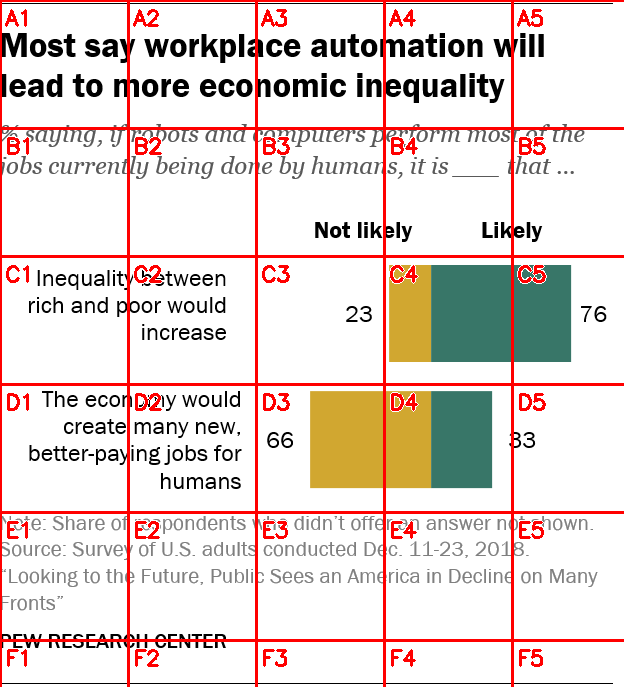 Most say workplace automation will
lead to more economic inequality
% saying, if robots and computers perform most of the
jobs currently being done by humans, it is ___ that ...
Not likely Likely
Inequality between
rich and poor would
increase
23 76
The economy would
create many new,
better-paying jobs for
humans
66 33
Note: Share of respondents who didn't offer an answer not shown.
Source: Survey of U.S. adults conducted Dec. 11-23, 2018.
“Looking to the Future, Public Sees an America in Decline on Many
Fronts”
PEW RESEARCH CENTER
A1 A2 A3 A4 A5
B1 B2 B3 B4 B5
C1 C2 C3 C4 C5
D1 D2 D3 D4 D5
E1 E2 E3 E4 E5
F1 F2 F3 F4 F5